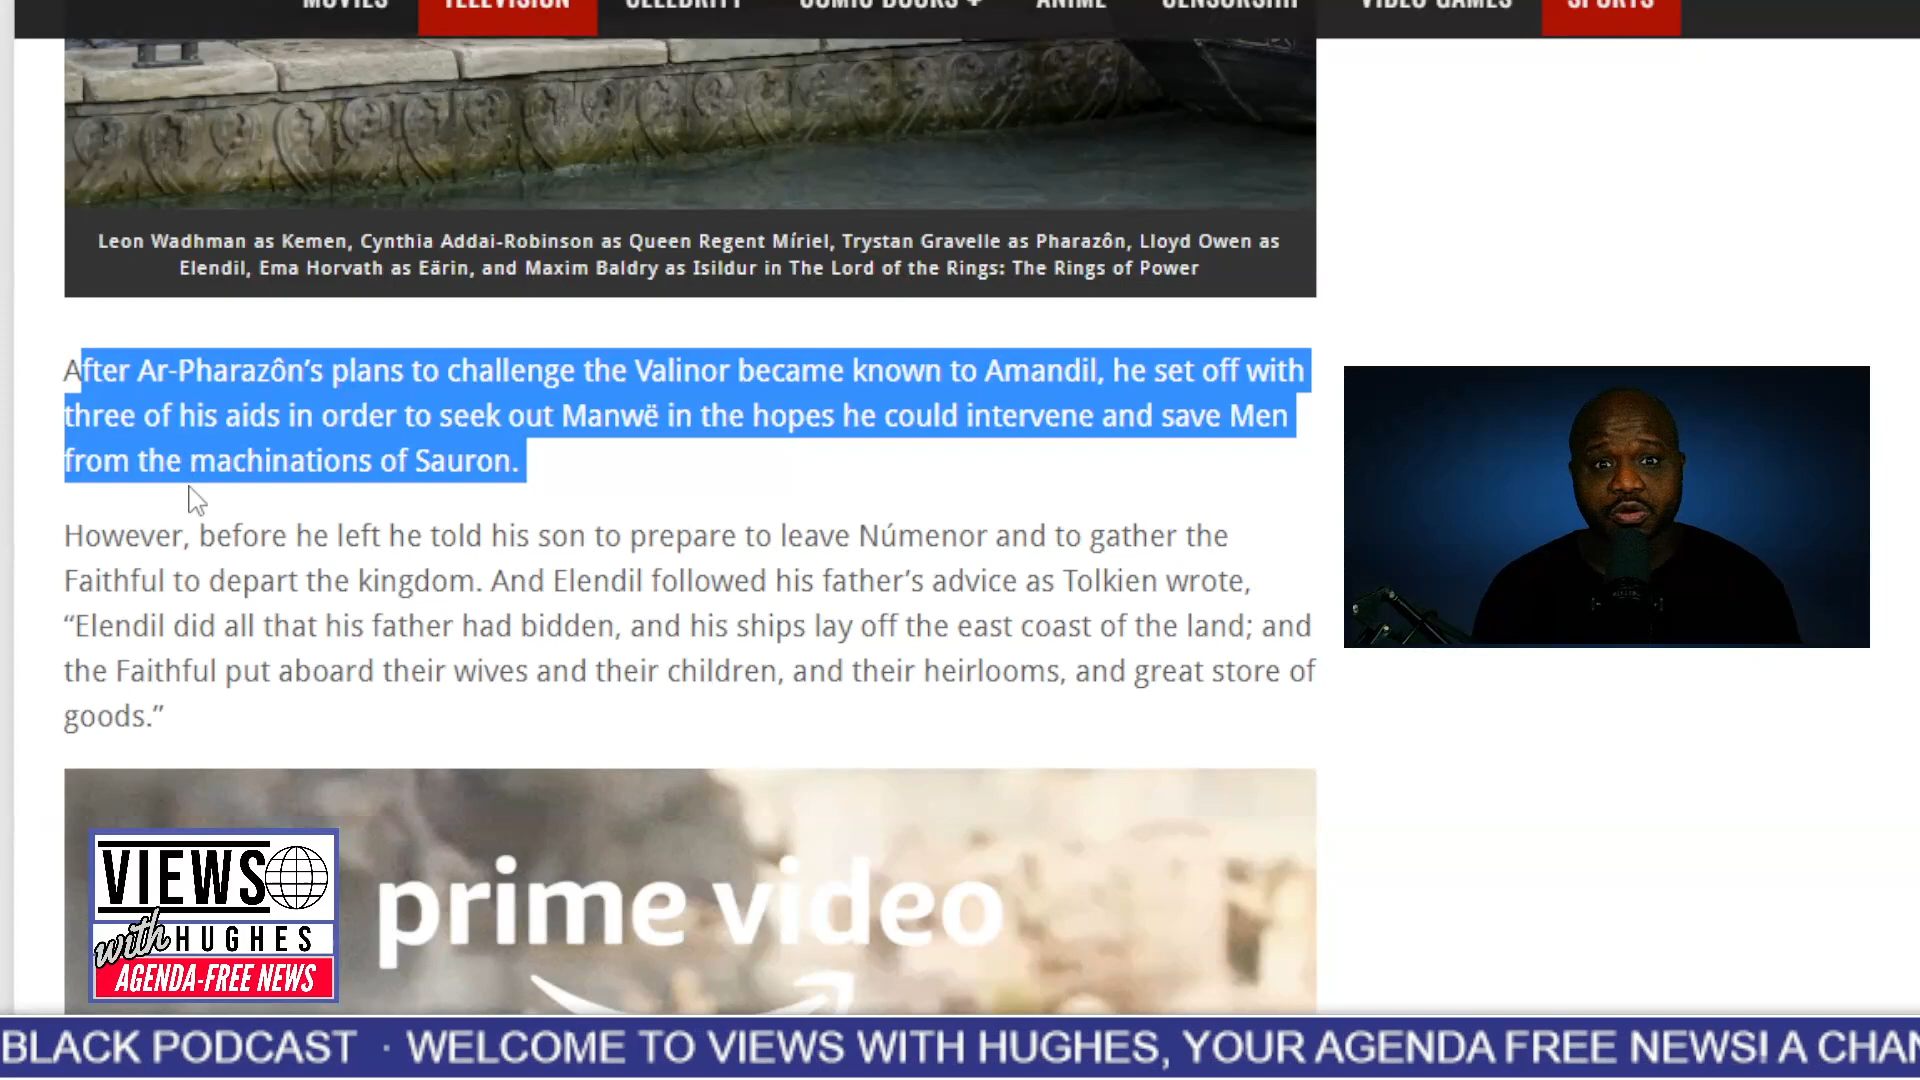 MOVIES TELEVISION CELEBRITY COMIC BOOKS + ANIME CENSORSHIP VIDEO GAMES SPORTS
Leon Wadhman as Kemen, Cynthia Addai-Robinson as Queen Regent Míriel, Trystan Gravelle as Pharazôn, Lloyd Owen as
Elendil, Ema Horvath as Eärin, and Maxim Baldry as Isildur in The Lord of the Rings: The Rings of Power
After Ar-Pharazôn’s plans to challenge the Valinor became known to Amandil, he set off with
three of his aids in order to seek out Manwë in the hopes he could intervene and save Men
from the machinations of Sauron.
However, before he left he told his son to prepare to leave Númenor and to gather the
Faithful to depart the kingdom. And Elendil followed his father’s advice as Tolkien wrote,
“Elendil did all that his father had bidden, and his ships lay off the east coast of the land; and
the Faithful put aboard their wives and their children, and their heirlooms, and great store of
goods.”
prime video
VIEWS
with HUGHES
AGENDA-FREE NEWS
BLACK PODCAST · WELCOME TO VIEWS WITH HUGHES, YOUR AGENDA FREE NEWS! A CHAN